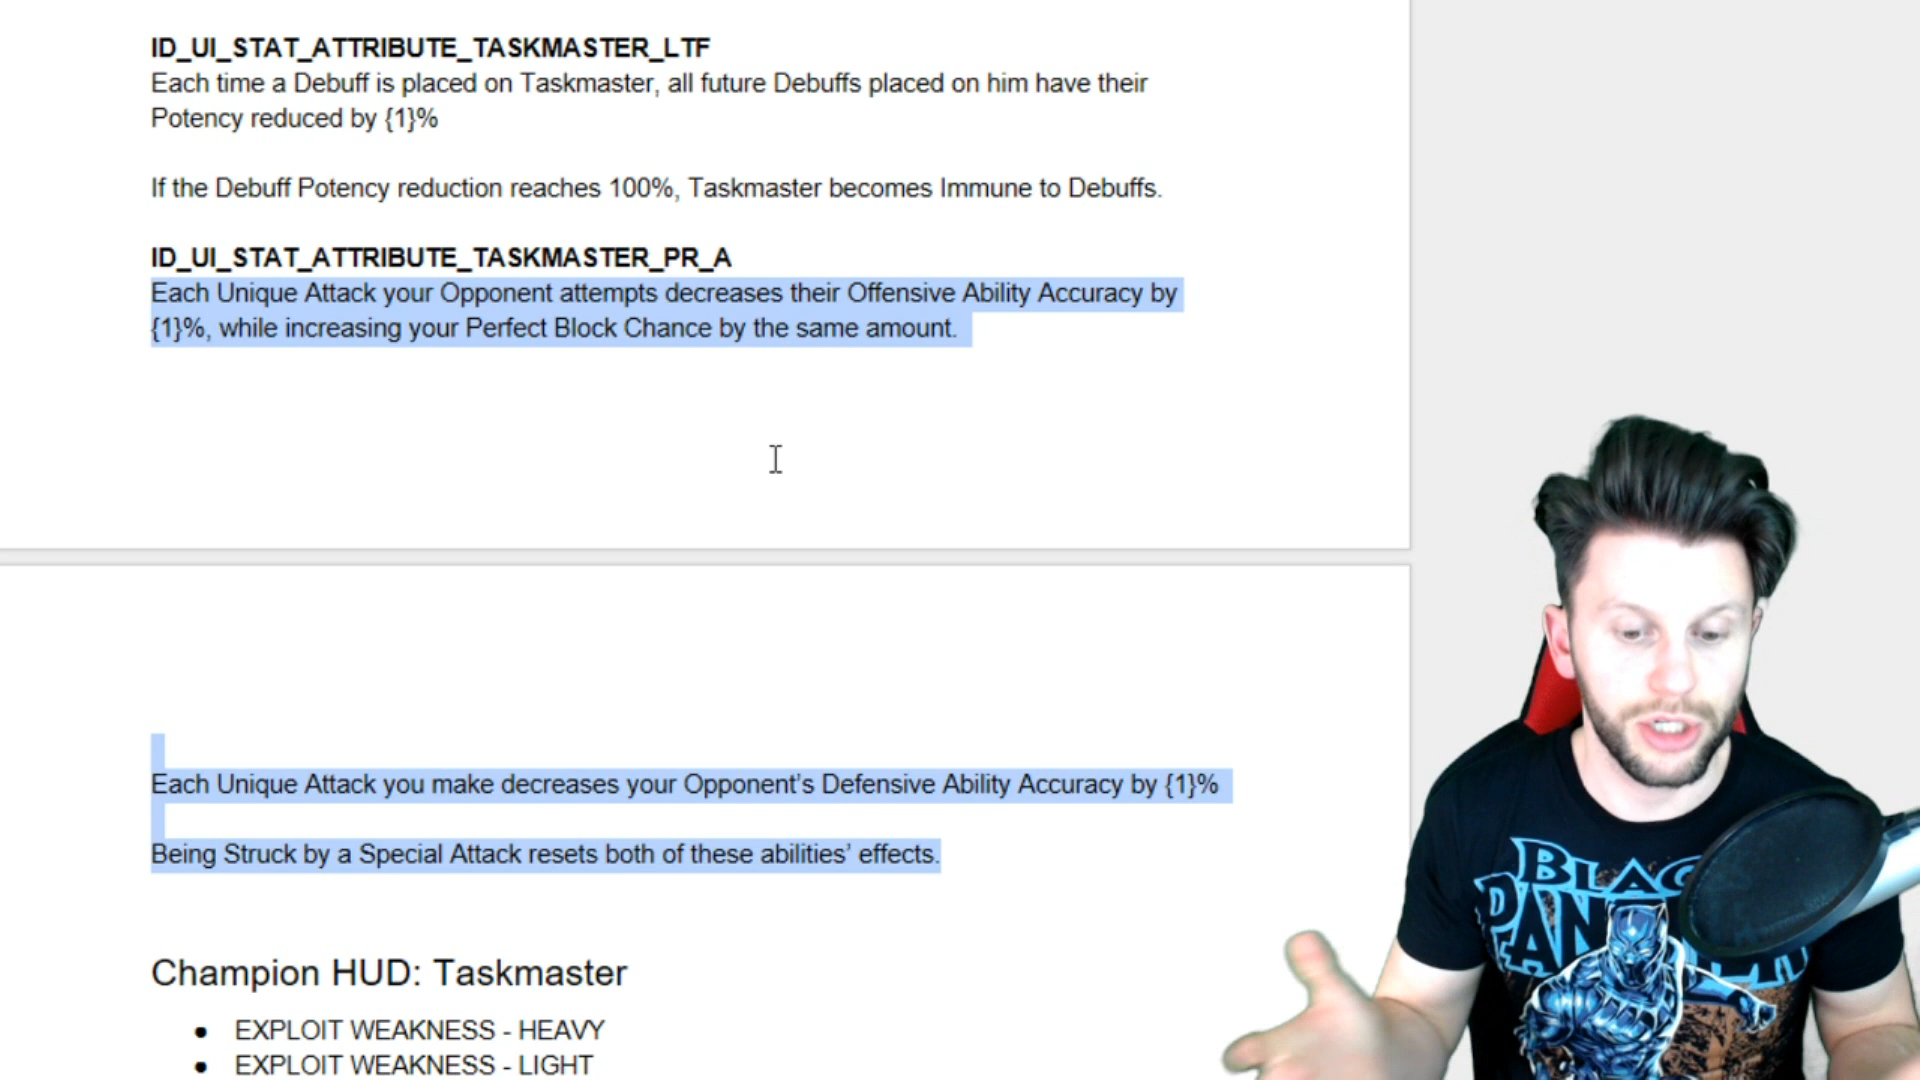 ID_UI_STAT_ATTRIBUTE_TASKMASTER_LTF
Each time a Debuff is placed on Taskmaster, all future Debuffs placed on him have their
Potency reduced by {1}%
If the Debuff Potency reduction reaches 100%, Taskmaster becomes Immune to Debuffs.
ID_UI_STAT_ATTRIBUTE_TASKMASTER_PR_A
Each Unique Attack your Opponent attempts decreases their Offensive Ability Accuracy by
{1}%, while increasing your Perfect Block Chance by the same amount.
Each Unique Attack you make decreases your Opponent’s Defensive Ability Accuracy by {1}%
Being Struck by a Special Attack resets both of these abilities’ effects.
Champion HUD: Taskmaster
● EXPLOIT WEAKNESS - HEAVY
● EXPLOIT WEAKNESS - LIGHT